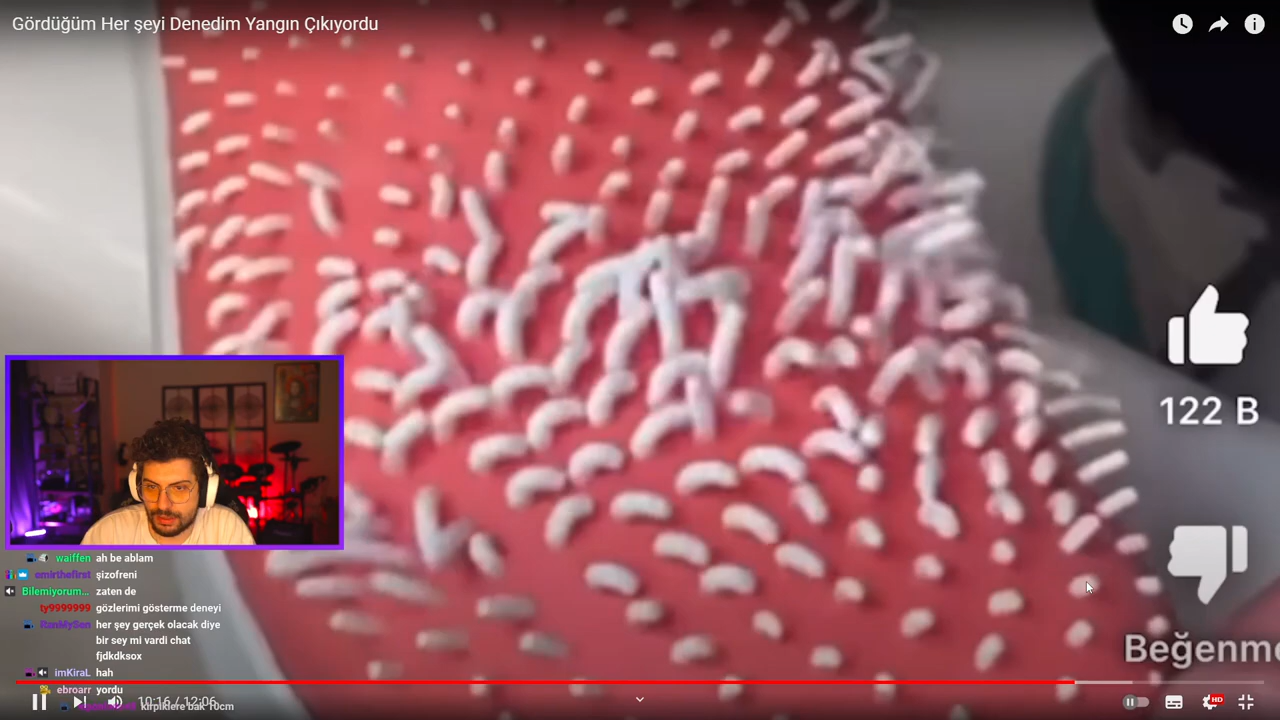 Gördüğüm Her şeyi Denedim Yangın Çıkıyordu
122 B
Beğenme
waiffen ah be ablam
omirthefirst şizofreni
Bilemiyorum... zaten de
ty9999999 gözlerimi gösterme deneyi
RanMySen her şey gerçek olacak diye
bir sey mi vardi chat
fjdkdksox
imKiraL hah
ebroarr yordu
kirpiklere bak 10cm
10:16 / 12:06
HD